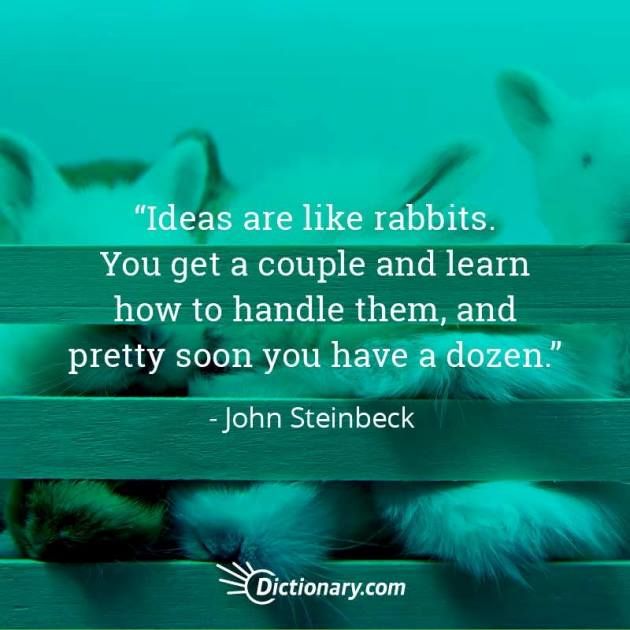 “Ideas are like rabbits.
You get a couple and learn
how to handle them, and
pretty soon you have a dozen.”
- John Steinbeck
Dictionary.com